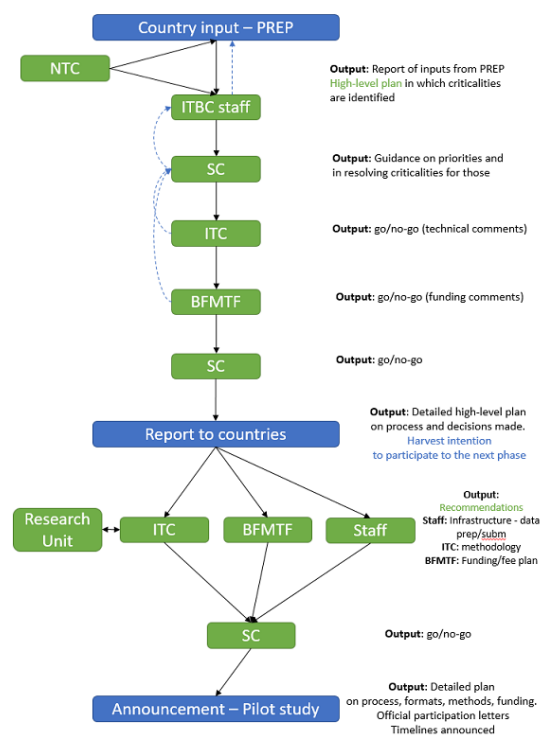 Country input – PREP
NTC
Output: Report of inputs from PREP
High-level plan in which criticalities
are identified
ITBC staff
SC
Output: Guidance on priorities and
in resolving criticalities for those
ITC
Output: go/no-go (technical comments)
BFMTF
Output: go/no-go (funding comments)
SC
Output: go/no-go
Report to countries
Output: Detailed high-level plan
on process and decisions made.
Harvest intention
to participate to the next phase
Research
Unit
ITC
BFMTF
Staff
Output:
Recommendations
Staff: Infrastructure - data
prep/subm
ITC: methodology
BFMTF: Funding/fee plan
SC
Output: go/no-go
Announcement – Pilot study
Output: Detailed plan
on process, formats, methods, funding.
Official participation letters
Timelines announced